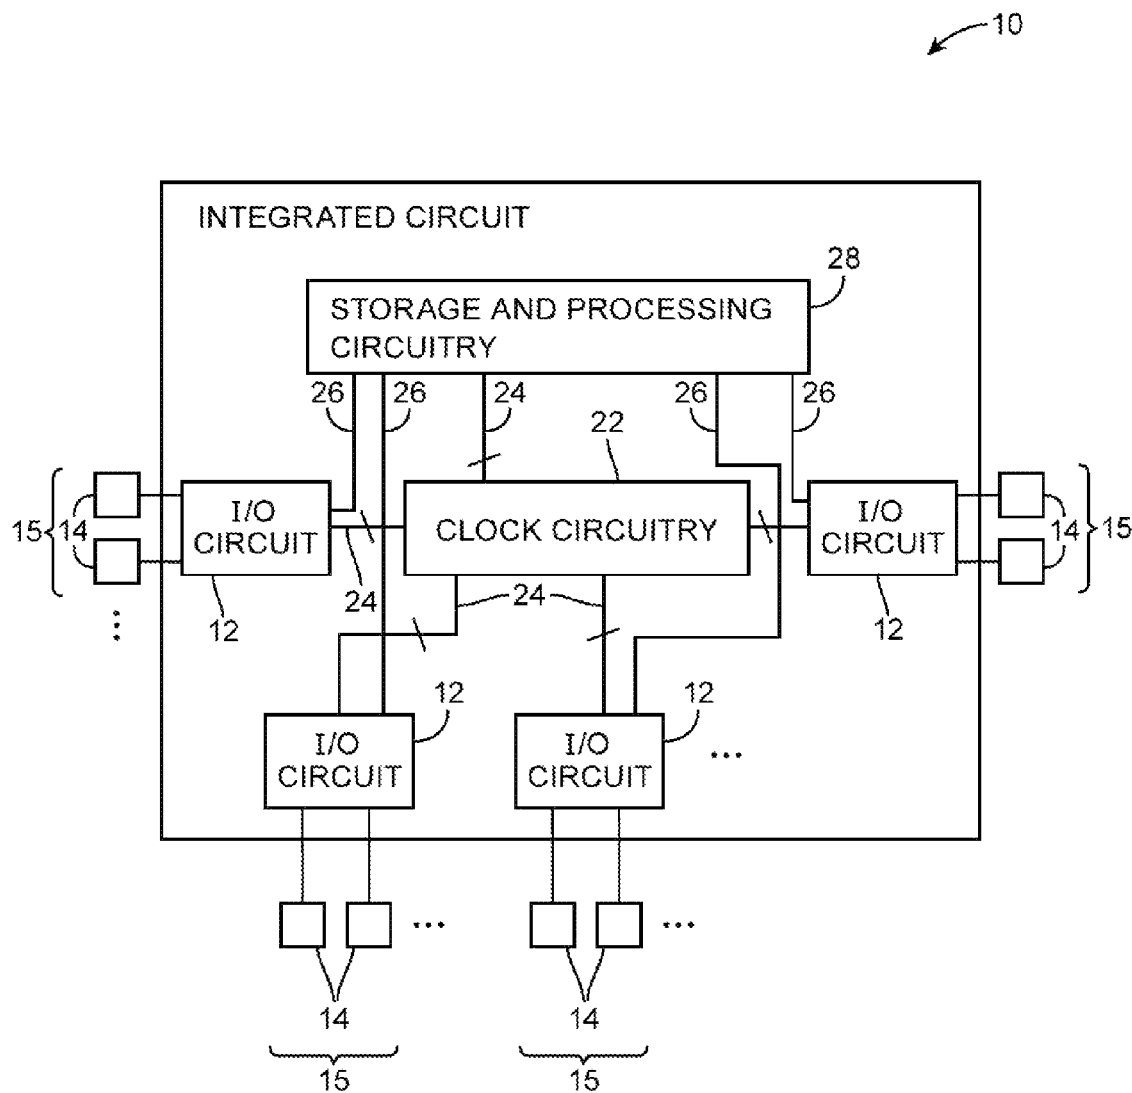 10
INTEGRATED CIRCUIT
28
STORAGE AND PROCESSING
CIRCUITRY
26
26
24
26
26
22
15
14
I/O
CIRCUIT
CLOCK CIRCUITRY
I/O
CIRCUIT
14
15
24
24
12
12
...
12
12
I/O
CIRCUIT
I/O
CIRCUIT
...
...
...
14
14
15
15